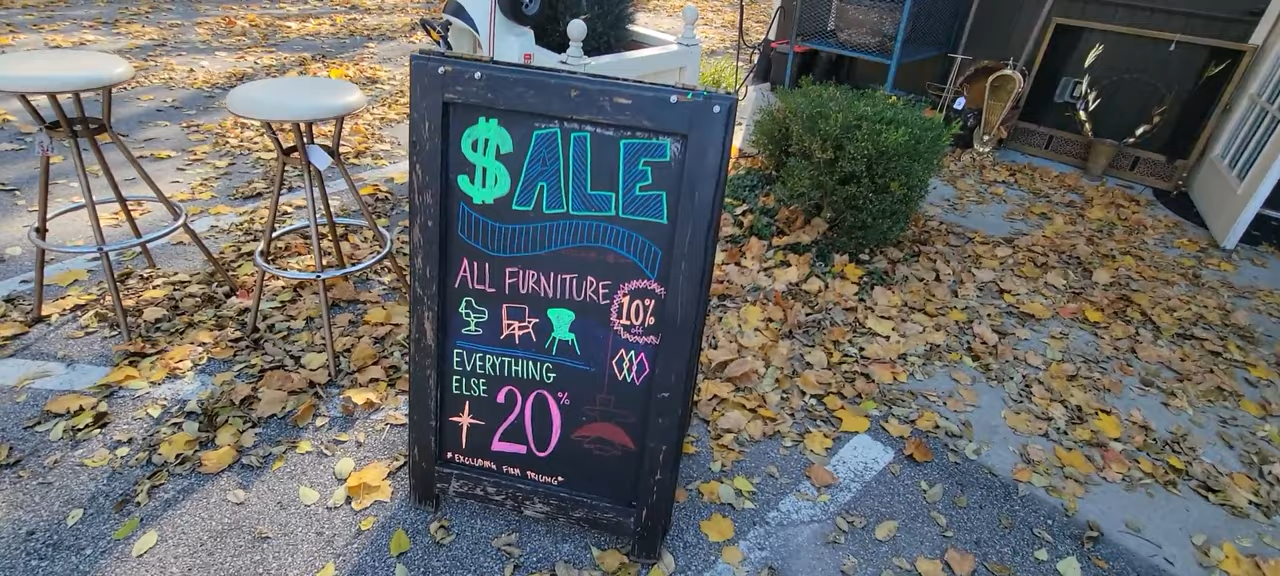 $ALE
ALL FURNITURE
10%
off
EVERYTHING
ELSE 20%
*EXCLUDING FIRM PRICING*